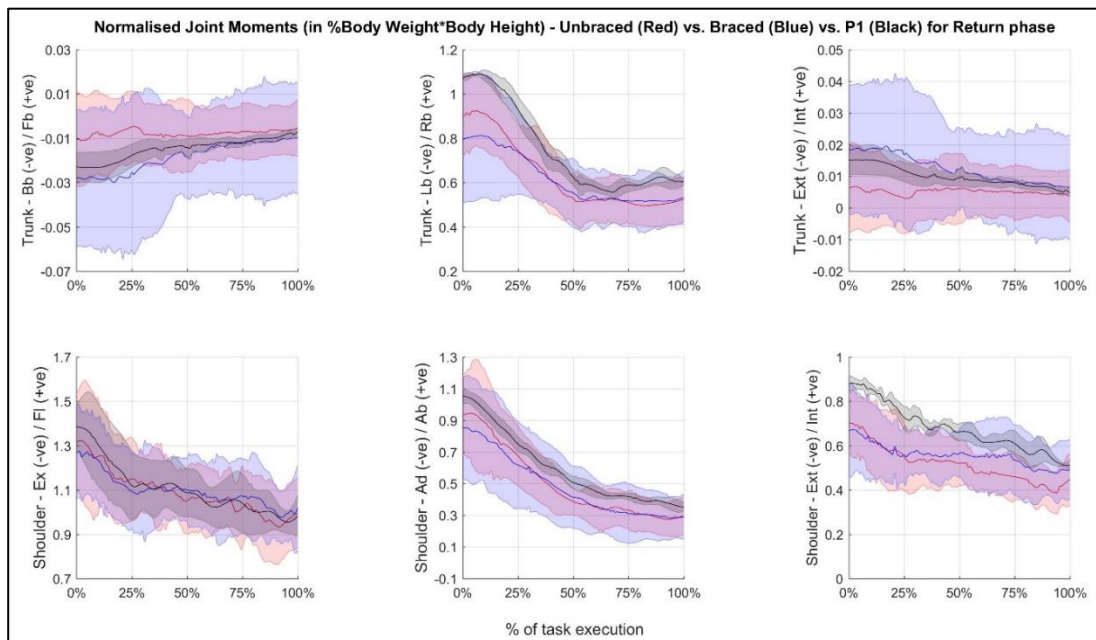 Normalised Joint Moments (in %Body Weight*Body Height) - Unbraced (Red) vs. Braced (Blue) vs. P1 (Black) for Return phase
Trunk - Bb (-ve) / Fb (+ve)
0.03
0.01
-0.01
-0.03
-0.05
-0.07
0% 25% 50% 75% 100%
Trunk - Lb (-ve) / Rb (+ve)
1.2
1
0.8
0.6
0.4
0.2
0% 25% 50% 75% 100%
Trunk - Ext (-ve) / Int (+ve)
0.05
0.04
0.03
0.02
0.01
0
-0.01
-0.02
0% 25% 50% 75% 100%
Shoulder - Ex (-ve) / Fl (+ve)
1.7
1.5
1.3
1.1
0.9
0.7
0% 25% 50% 75% 100%
Shoulder - Ad (-ve) / Ab (+ve)
1.3
1.1
0.9
0.7
0.5
0.3
-0.1
0% 25% 50% 75% 100%
Shoulder - Ext (-ve) / Int (+ve)
1
0.8
0.6
0.4
0.2
0
0% 25% 50% 75% 100%
% of task execution